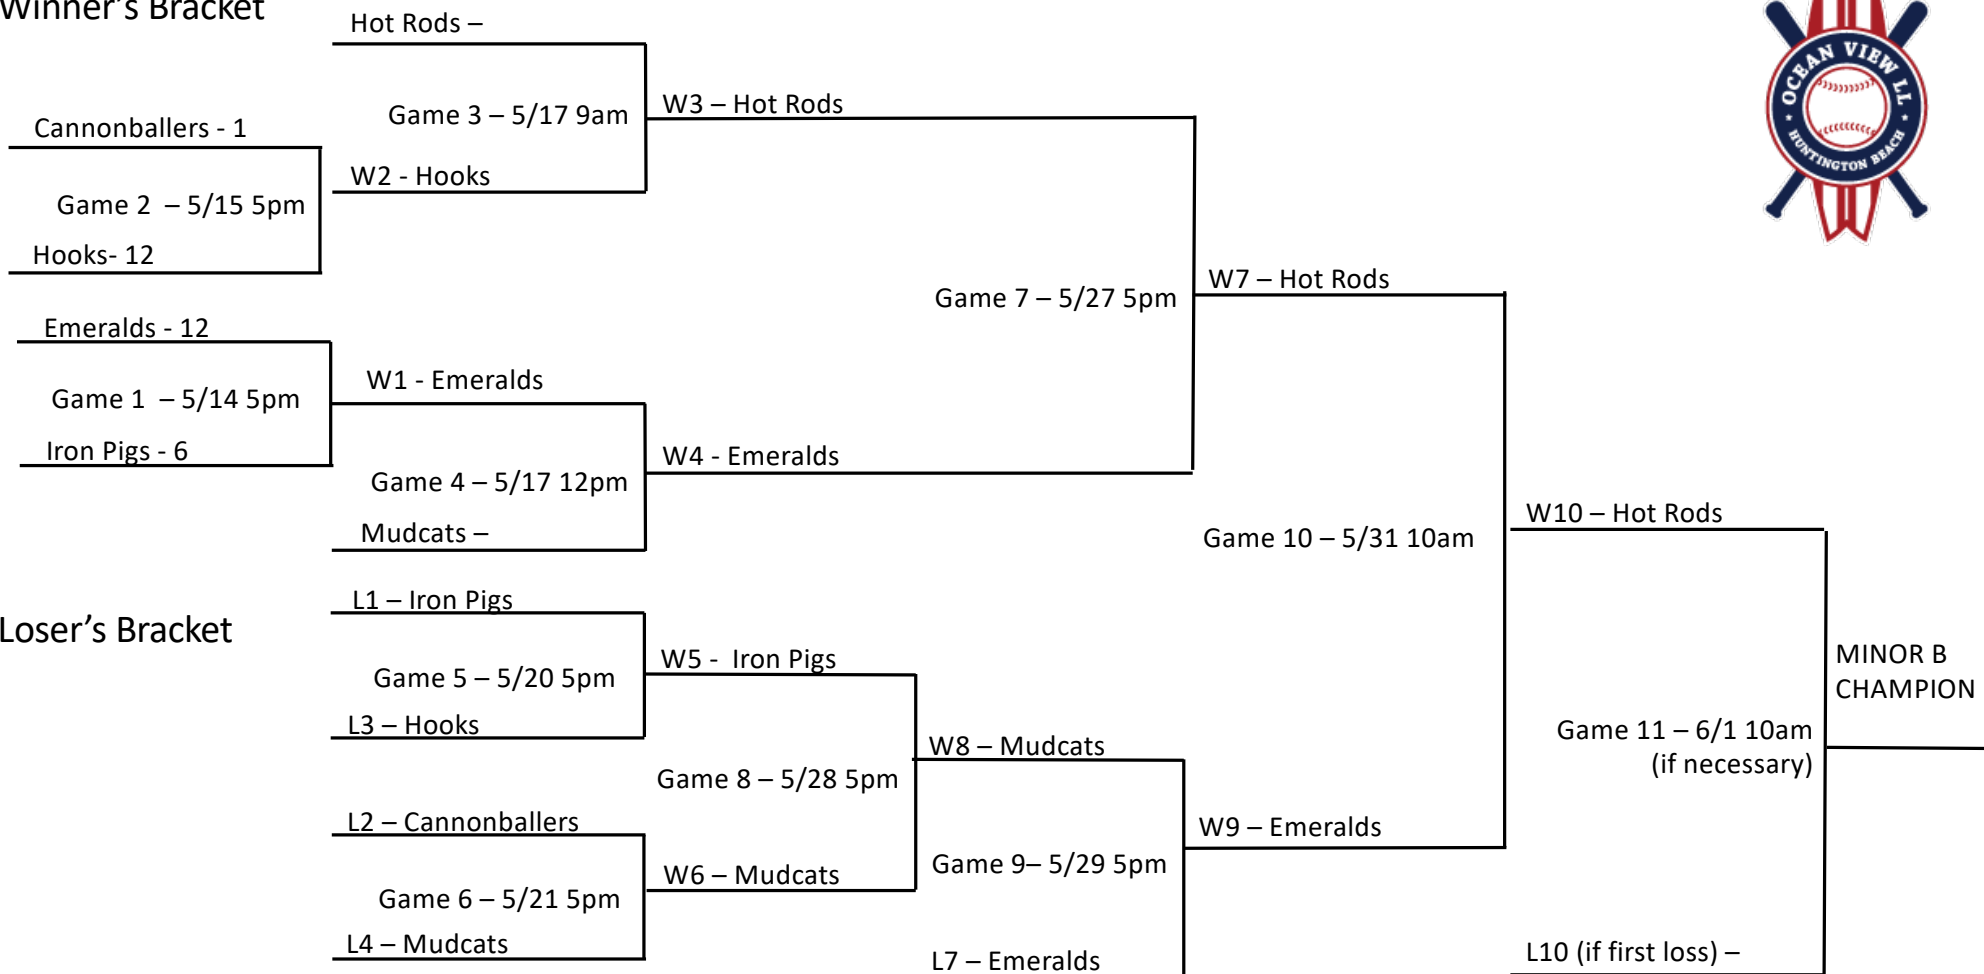 Winner's Bracket
Hot Rods –
Game 3 – 5/17 9am
W3 – Hot Rods
Cannonballers - 1
W2 - Hooks
Game 2 – 5/15 5pm
Hooks- 12
OCEAN VIEW LL
HUNTINGTON BEACH
W7 – Hot Rods
Game 7 – 5/27 5pm
Emeralds - 12
W1 - Emeralds
Game 1 – 5/14 5pm
Iron Pigs - 6
W4 - Emeralds
Game 4 – 5/17 12pm
Mudcats –
W10 – Hot Rods
Game 10 – 5/31 10am
L1 – Iron Pigs
Loser's Bracket
W5 - Iron Pigs
Game 5 – 5/20 5pm
L3 – Hooks
MINOR B
CHAMPION
Game 11 – 6/1 10am
(if necessary)
W8 – Mudcats
Game 8 – 5/28 5pm
L2 – Cannonballers
W9 – Emeralds
Game 9– 5/29 5pm
W6 – Mudcats
Game 6 – 5/21 5pm
L4 – Mudcats
L7 – Emeralds
L10 (if first loss) –